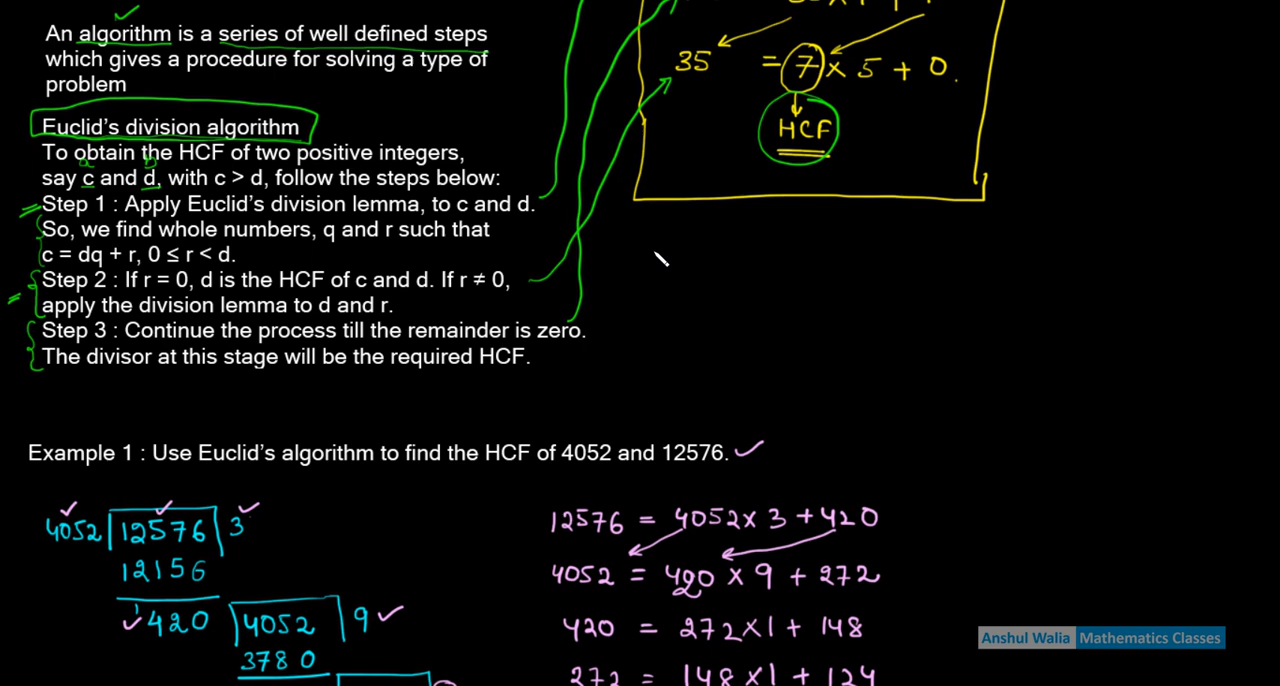 An algorithm is a series of well defined steps
which gives a procedure for solving a type of
problem
Euclid's division algorithm
To obtain the HCF of two positive integers,
a b
say c and d, with c > d, follow the steps below:
Step 1 : Apply Euclid's division lemma, to c and d.
So, we find whole numbers, q and r such that
c = dq + r, 0 ≤ r < d.
Step 2 : If r = 0, d is the HCF of c and d. If r ≠ 0,
apply the division lemma to d and r.
Step 3 : Continue the process till the remainder is zero.
The divisor at this stage will be the required HCF.
35 = 7 × 5 + 0.
HCF
Example 1 : Use Euclid's algorithm to find the HCF of 4052 and 12576.
4052 12576 3
12156
420 4052 9
3780
12576 = 4052 × 3 + 420
4052 = 420 × 9 + 272
420 = 272 × 1 + 148
272 = 148 × 1 + 124
Anshul Walia Mathematics Classes